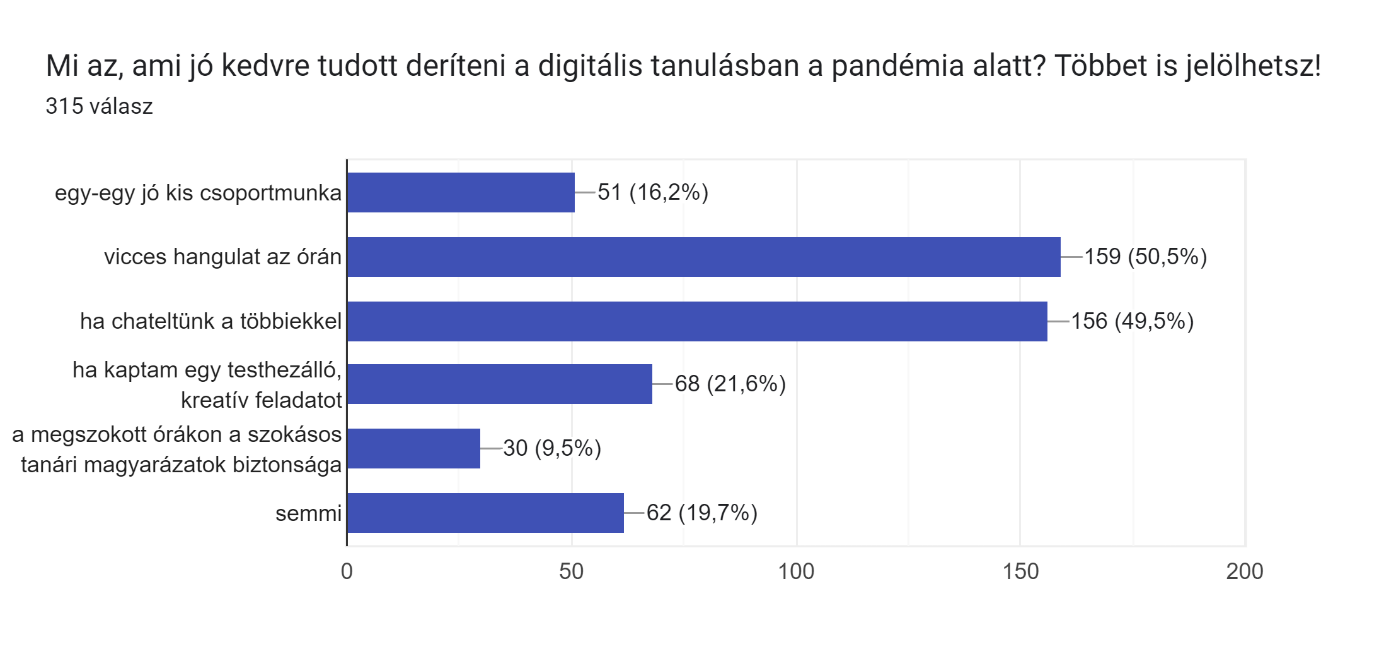 Mi az, ami jó kedvre tudott deríteni a digitális tanulásban a pandémia alatt? Többet is jelölhetsz!
315 válasz
egy-egy jó kis csoportmunka
51 (16,2%)
vicces hangulat az órán
159 (50,5%)
ha chateltünk a többiekkel
156 (49,5%)
ha kaptam egy testhezálló,
kreatív feladatot
68 (21,6%)
a megszokott órákon a szokásos
tanári magyarázatok biztonsága
30 (9,5%)
semmi
62 (19,7%)
0 50 100 150 200